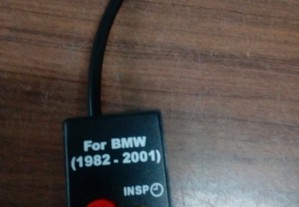 For BMW
(1982 - 2001)
INSP